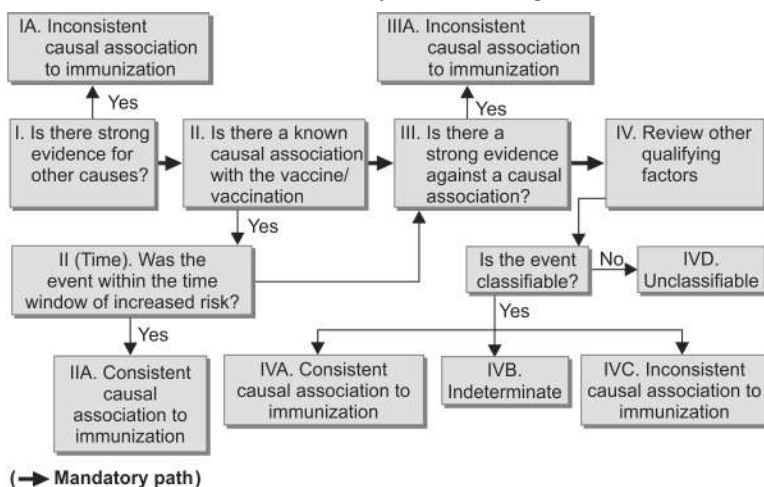 IA. Inconsistent
causal association
to immunization
IIIA. Inconsistent
causal association
to immunization
Yes
Yes
I. Is there strong
evidence for
other causes?
II. Is there a known
causal association
with the vaccine/
vaccination
III. Is there a
strong evidence
against a causal
association?
IV. Review other
qualifying
factors
Yes
II (Time). Was the
event within the time
window of increased risk?
Is the event
classifiable?
No
IVD.
Unclassifiable
Yes
Yes
IIA. Consistent
causal
association to
immunization
IVA. Consistent
causal association to
immunization
IVB.
Indeterminate
IVC. Inconsistent
causal association to
immunization
(➔ Mandatory path)